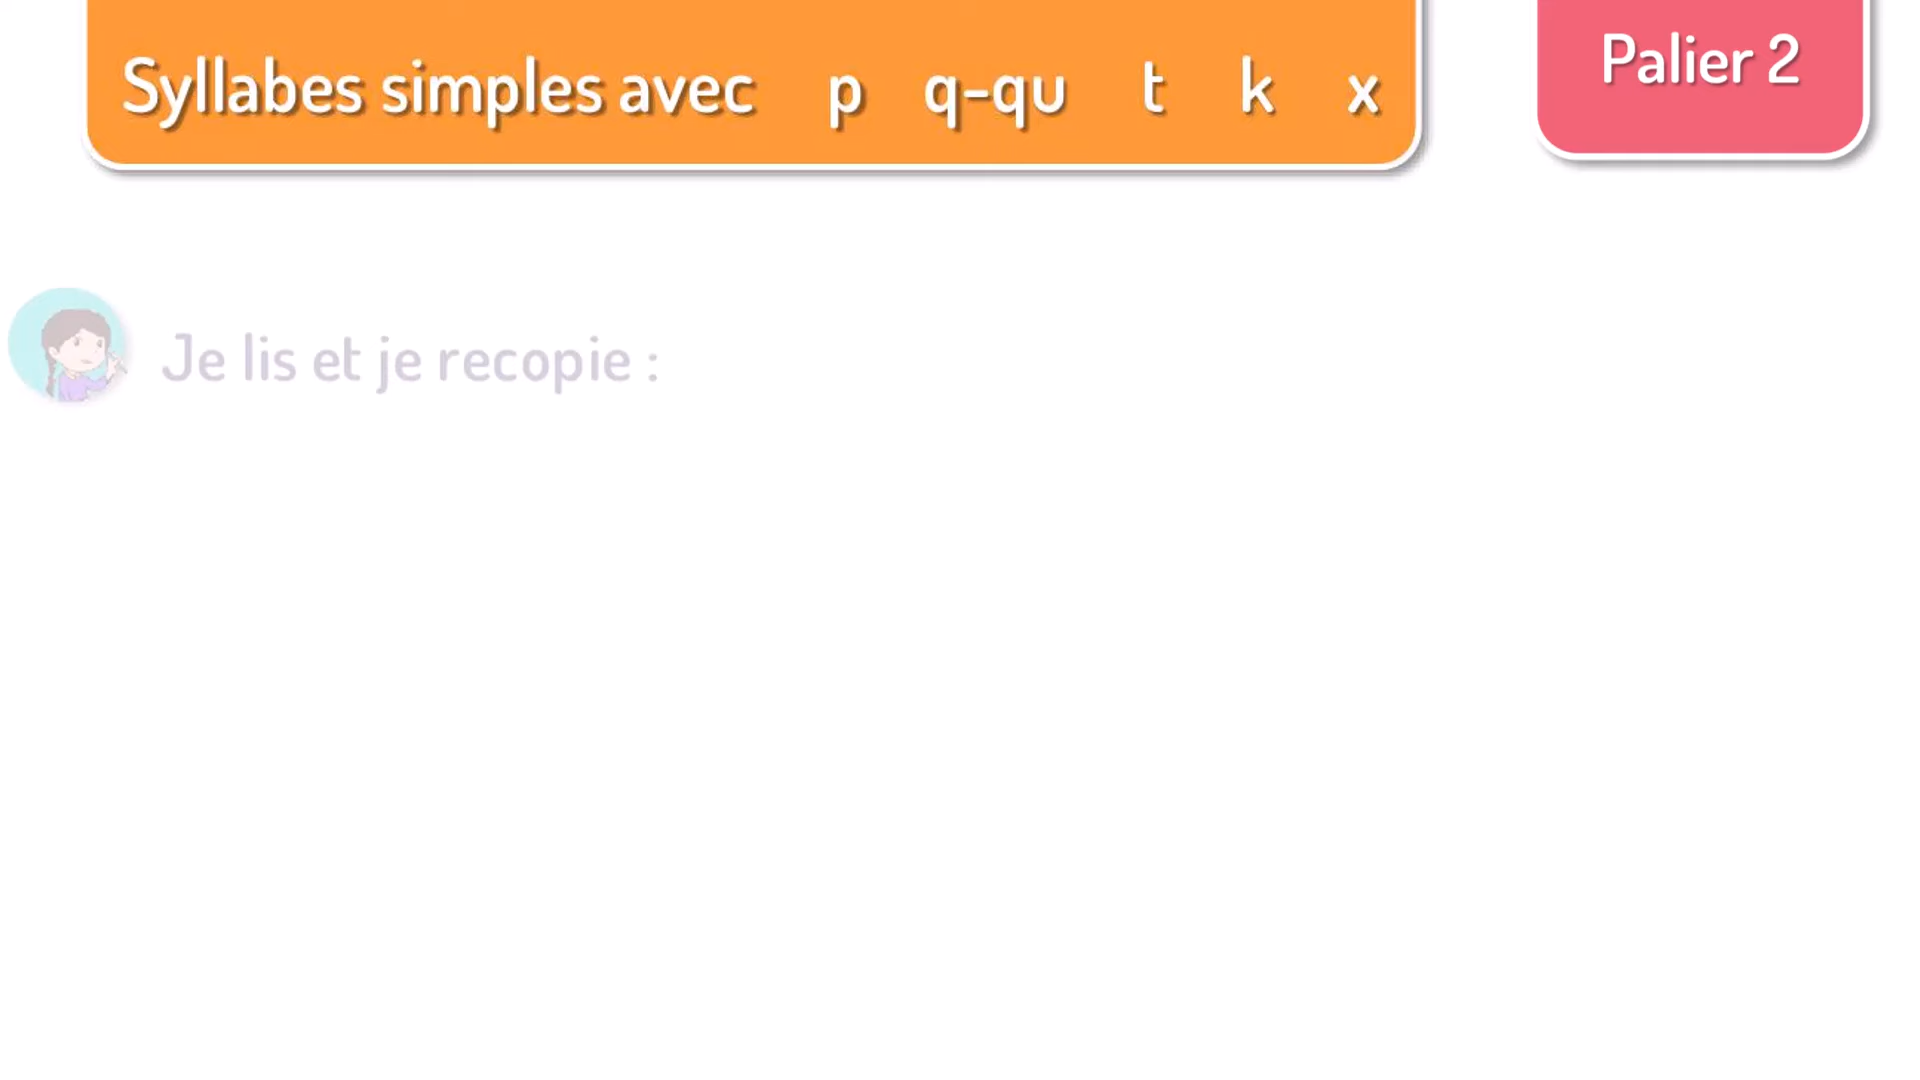 Syllabes simples avec p q-qu t k x
Palier 2
Je lis et je recopie :